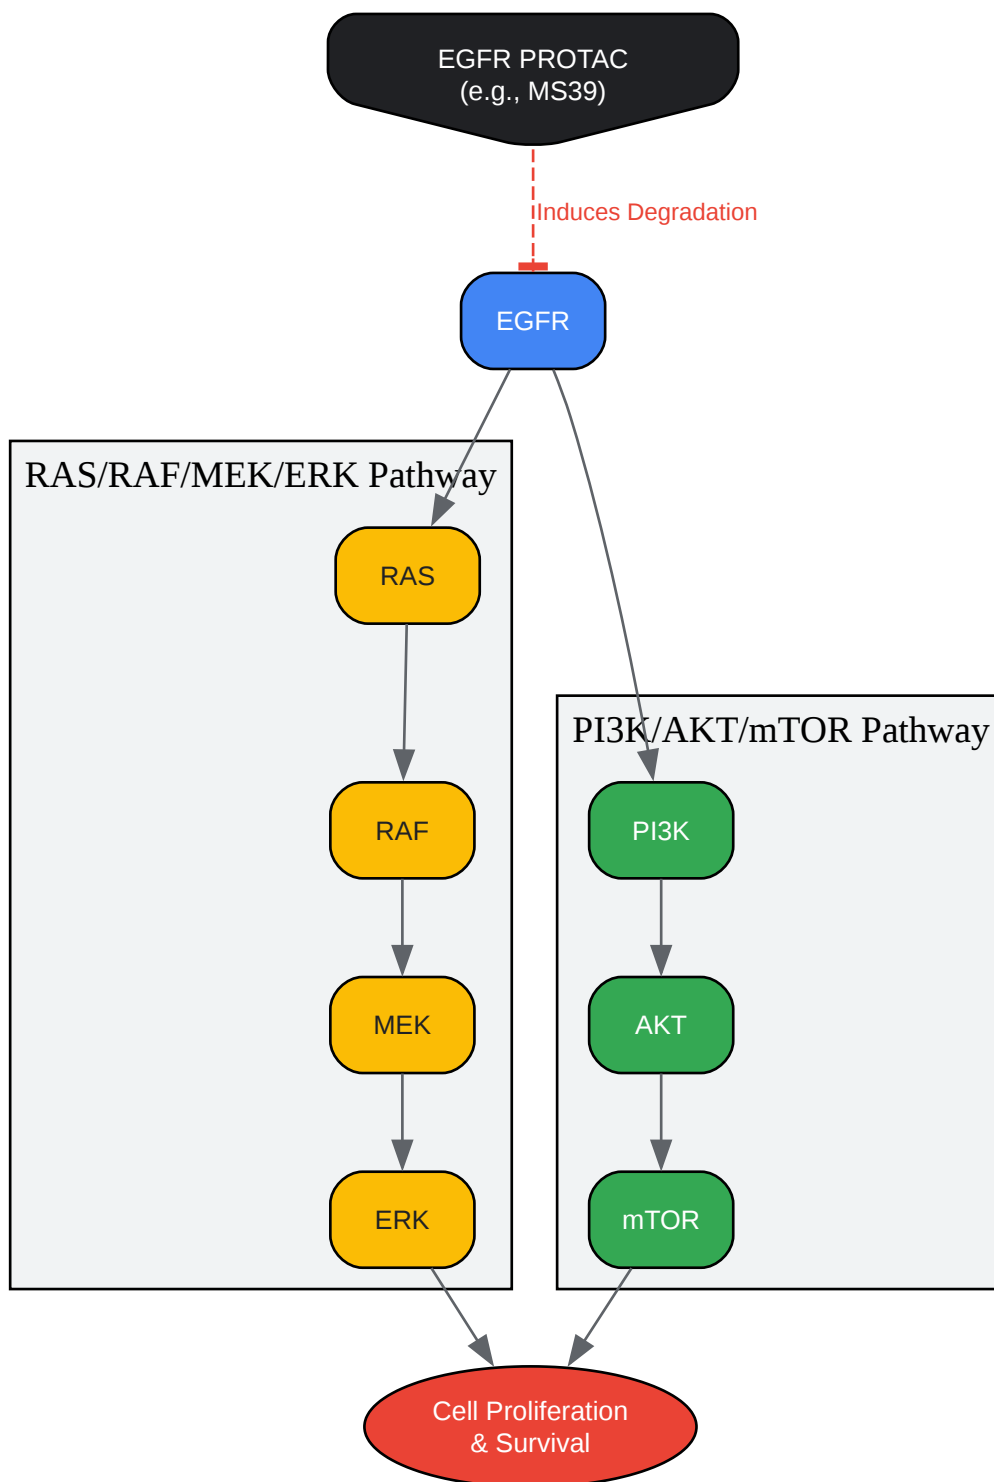 EGFR PROTAC
(e.g., MS39)
Induces Degradation
EGFR
RAS/RAF/MEK/ERK Pathway
RAS
PI3K/AKT/mTOR Pathway
RAF
PI3K
MEK
AKT
ERK
mTOR
Cell Proliferation
& Survival